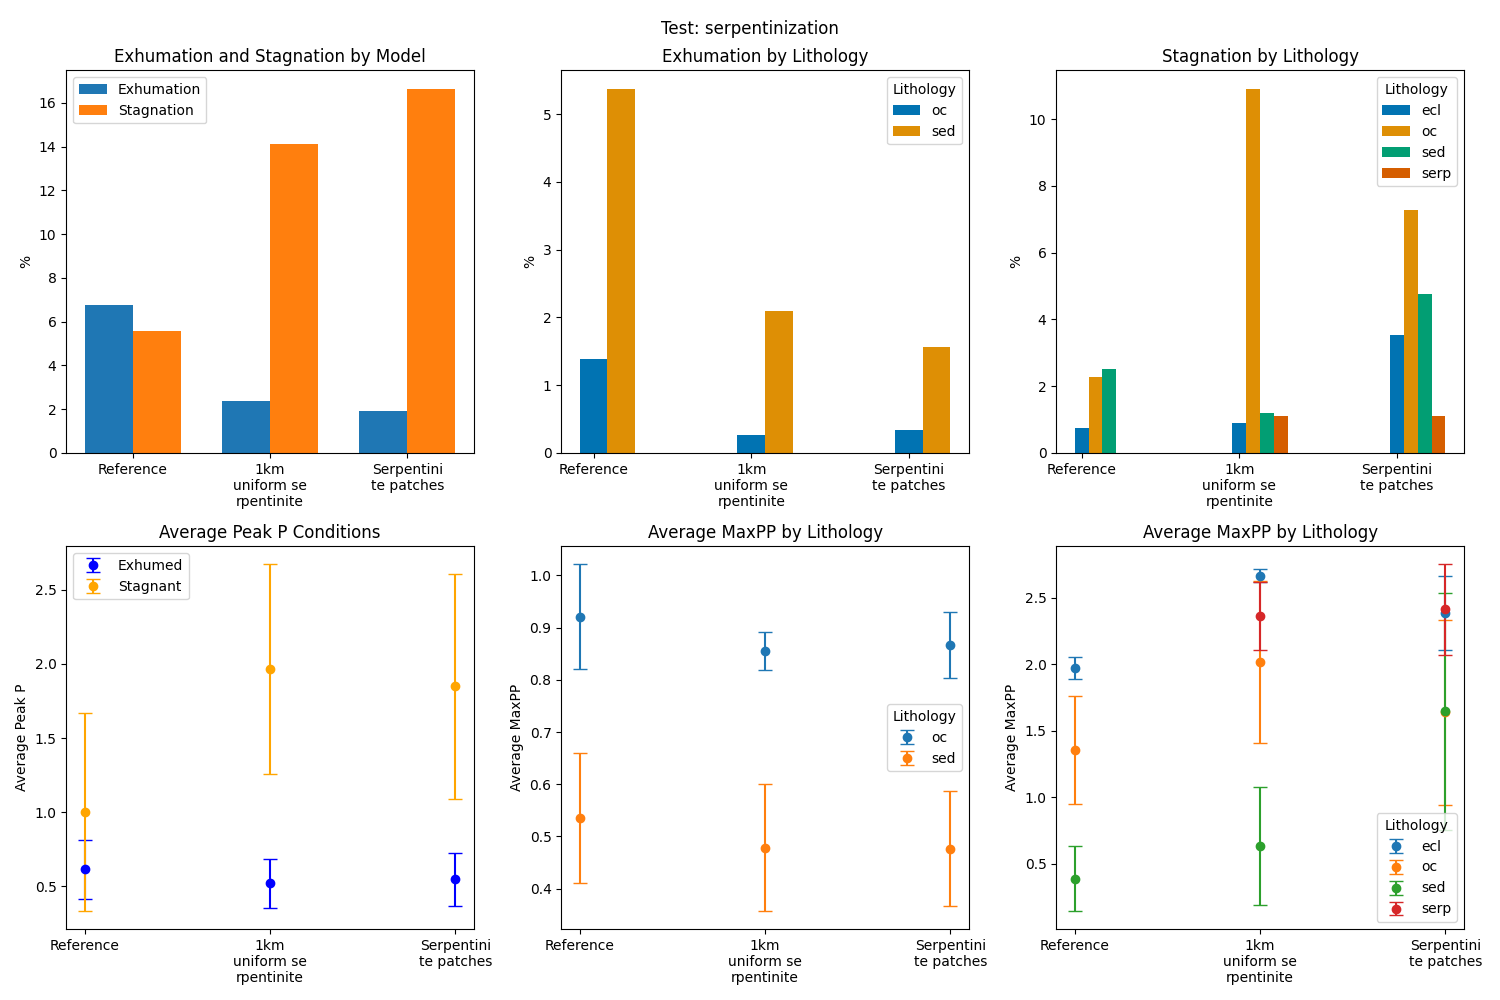 Test: serpentinization
Exhumation and Stagnation by Model
Exhumation
Stagnation
%
16
14
12
10
8
6
4
2
0
Reference
1km
uniform se
rpentinite
Serpentini
te patches
Exhumation by Lithology
Lithology
oc
sed
%
5
4
3
2
1
0
Reference
1km
uniform se
rpentinite
Serpentini
te patches
Stagnation by Lithology
Lithology
ecl
oc
sed
serp
%
10
8
6
4
2
0
Reference
1km
uniform se
rpentinite
Serpentini
te patches
Average Peak P Conditions
Exhumed
Stagnant
Average Peak P
2.5
2.0
1.5
1.0
0.5
Reference
1km
uniform se
rpentinite
Serpentini
te patches
Average MaxPP by Lithology
Lithology
oc
sed
Average MaxPP
1.0
0.9
0.8
0.7
0.6
0.5
0.4
Reference
1km
uniform se
rpentinite
Serpentini
te patches
Average MaxPP by Lithology
Lithology
ecl
oc
sed
serp
Average MaxPP
2.5
2.0
1.5
1.0
0.5
Reference
1km
uniform se
rpentinite
Serpentini
te patches